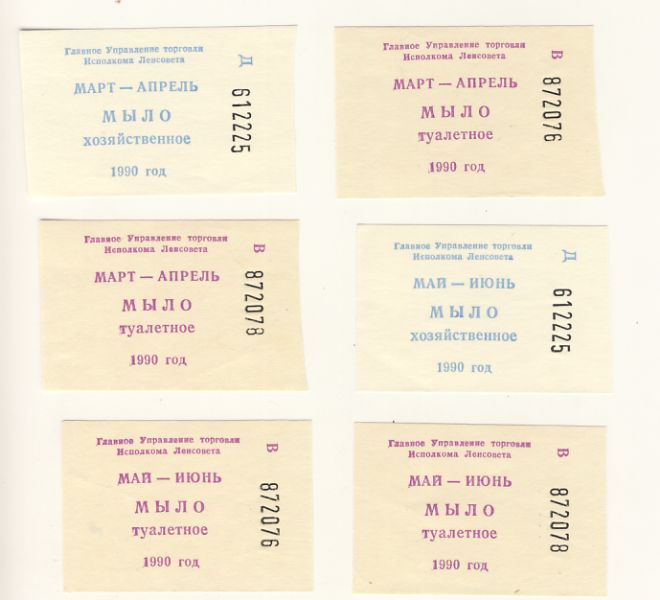 Главное Управление торговли
Исполкома Ленсовета
Д
МАРТ — АПРЕЛЬ
МЫЛО
хозяйственное
1990 год
612225
Главное Управление торговли
Исполкома Ленсовета
В
МАРТ — АПРЕЛЬ
МЫЛО
туалетное
1990 год
872076
Главное Управление торговли
Исполкома Ленсовета
В
МАРТ — АПРЕЛЬ
МЫЛО
туалетное
1990 год
872078
Главное Управление торговли
Исполкома Ленсовета
Д
МАЙ — ИЮНЬ
МЫЛО
хозяйственное
1990 год
612225
Главное Управление торговли
Исполкома Ленсовета
В
МАЙ — ИЮНЬ
МЫЛО
туалетное
1990 год
872076
Главное Управление торговли
Исполкома Ленсовета
В
МАЙ — ИЮНЬ
МЫЛО
туалетное
1990 год
872078